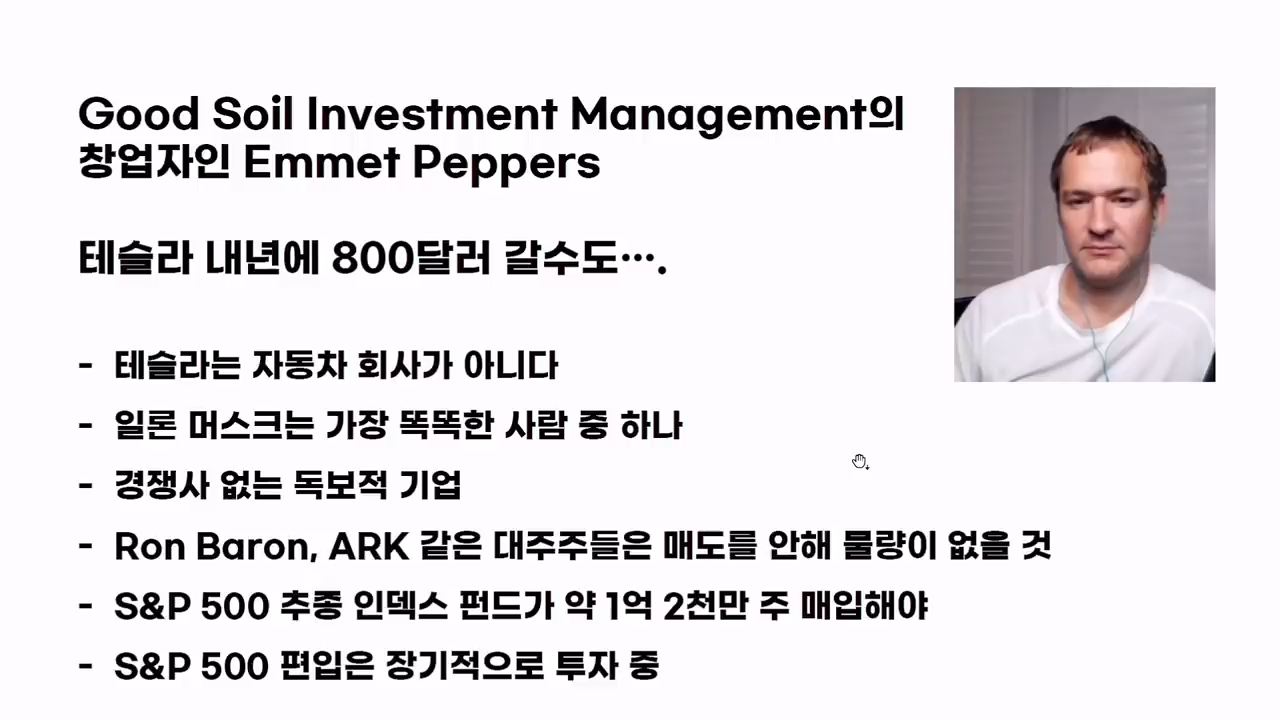 Good Soil Investment Management의
창업자인 Emmet Peppers
테슬라 내년에 800달러 갈수도….
- 테슬라는 자동차 회사가 아니다
- 일론 머스크는 가장 똑똑한 사람 중 하나
- 경쟁사 없는 독보적 기업
- Ron Baron, ARK 같은 대주주들은 매도를 안해 물량이 없을 것
- S&P 500 추종 인덱스 펀드가 약 1억 2천만 주 매입해야
- S&P 500 편입은 장기적으로 투자 중